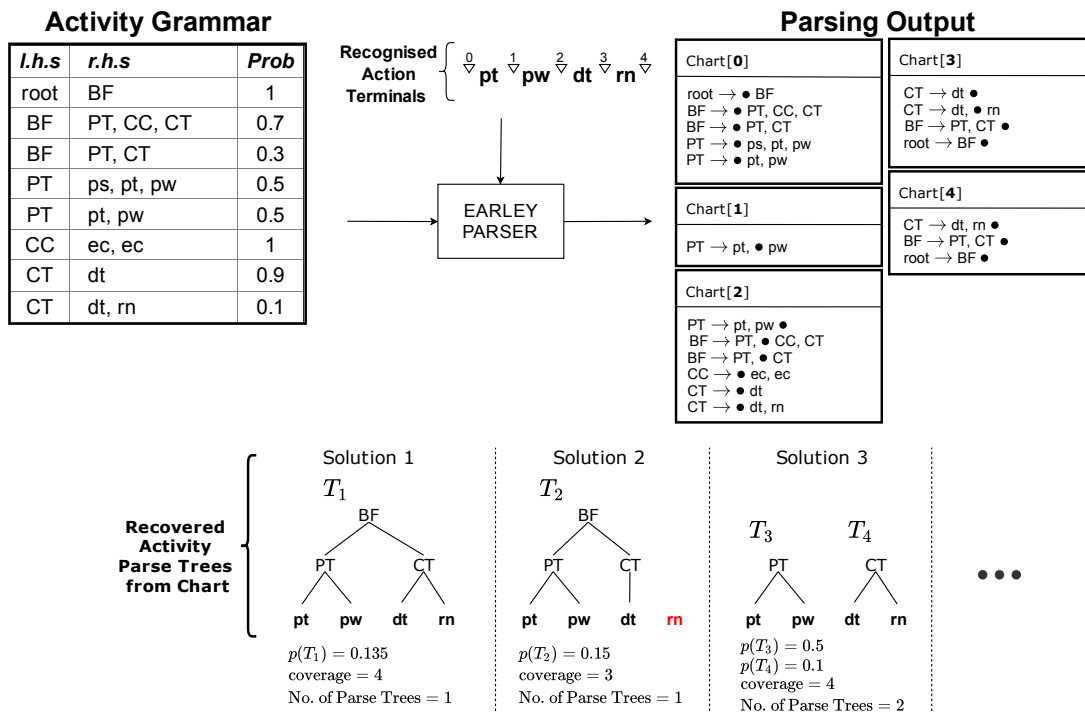 Activity Grammar
l.h.s r.h.s Prob
root BF 1
BF PT, CC, CT 0.7
BF PT, CT 0.3
PT ps, pt, pw 0.5
PT pt, pw 0.5
CC ec, ec 1
CT dt 0.9
CT dt, rn 0.1
Recognised
Action
Terminals
0 1 2 3 4
▽ pt ▽ pw ▽ dt ▽ rn ▽
EARLEY
PARSER
Parsing Output
Chart[0]
root → • BF
BF → • PT, CC, CT
BF → • PT, CT
PT → • ps, pt, pw
PT → • pt, pw
Chart[1]
PT → pt, • pw
Chart[2]
PT → pt, pw •
BF → PT, • CC, CT
BF → PT, • CT
CC → • ec, ec
CT → • dt
CT → • dt, rn
Chart[3]
CT → dt •
CT → dt, • rn
BF → PT, CT •
root → BF •
Chart[4]
CT → dt, rn •
BF → PT, CT •
root → BF •
Recovered
Activity
Parse Trees
from Chart
Solution 1
T1
BF
PT CT
pt pw dt rn
p(T1) = 0.135
coverage = 4
No. of Parse Trees = 1
Solution 2
T2
BF
PT CT
pt pw dt rn
p(T2) = 0.15
coverage = 3
No. of Parse Trees = 1
Solution 3
T3 T4
PT CT
pt pw dt rn
p(T3) = 0.5
p(T4) = 0.1
coverage = 4
No. of Parse Trees = 2
•••